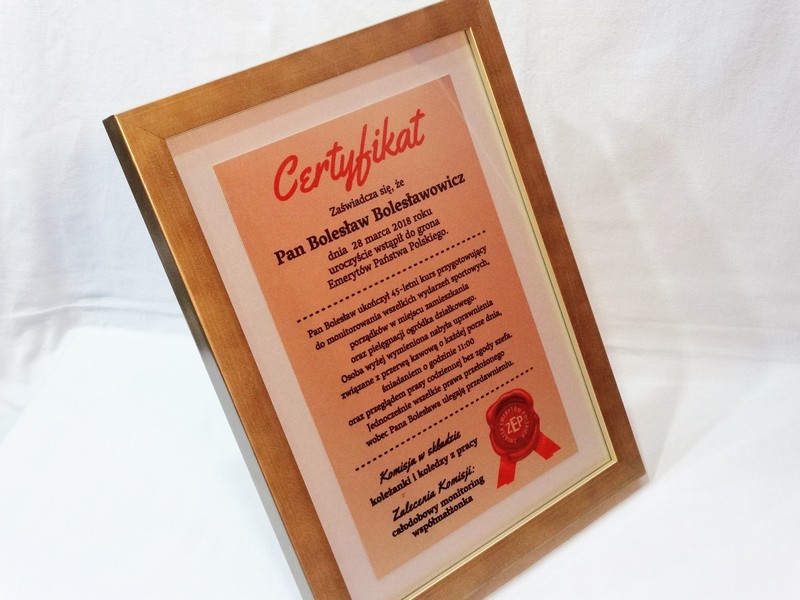 Certyfikat
Zaświadcza się, że
Pan Bolesław Bolesławowicz
dnia 28 marca 2018 roku
uroczyście wstąpił do grona
Emerytów Państwa Polskiego.
Pan Bolesław ukończył 45-letni kurs przygotowujący
do monitorowania wszelkich wydarzeń sportowych,
porządków w miejscu zamieszkania
oraz pielęgnacji ogródka działkowego.
Osoba wyżej wymieniona nabyła uprawnienia
związane z przerwą kawową o każdej porze dnia,
śniadaniem o godzinie 11:00
oraz przeglądem prasy codziennej bez zgody szefa.
Jednocześnie wszelkie prawa przełożonego
wobec Pana Bolesława ulegają przedawnieniu.
Komisja w składzie
koleżanki i koledzy z pracy
Zalecenia Komisji:
całodobowy monitoring
współmałżonka
ZEP